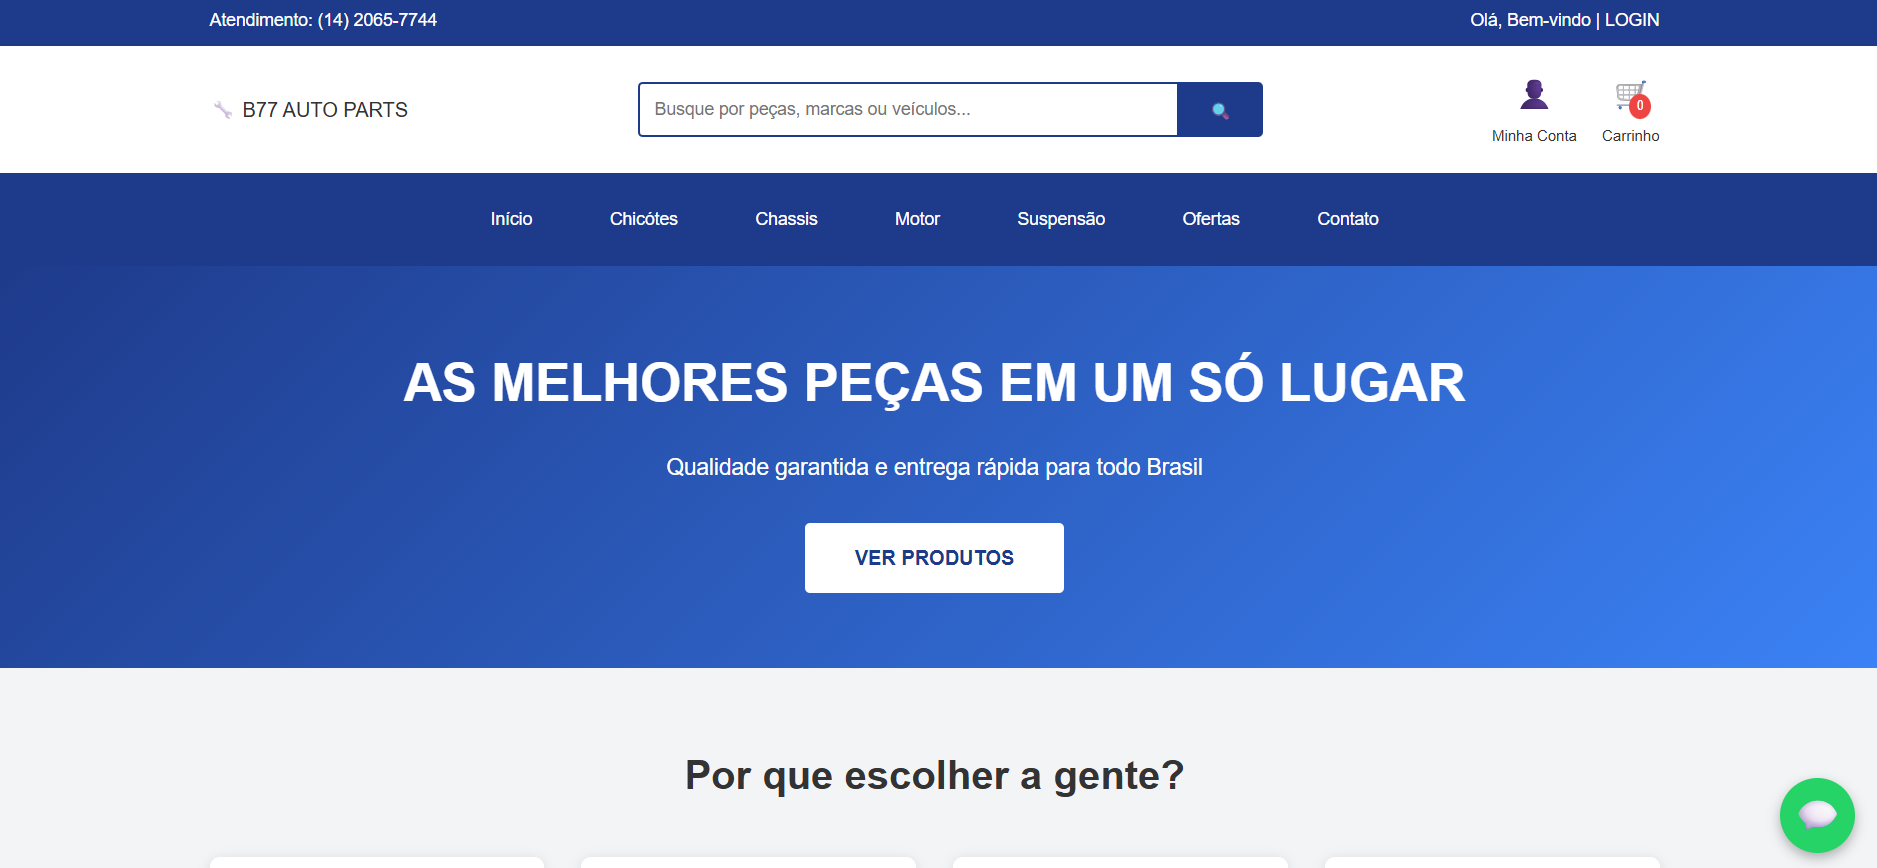 Atendimento: (14) 2065-7744
Olá, Bem-vindo | LOGIN
B77 AUTO PARTS
Busque por peças, marcas ou veículos...
0
Minha Conta
Carrinho
Início
Chicótes
Chassis
Motor
Suspensão
Ofertas
Contato
AS MELHORES PEÇAS EM UM SÓ LUGAR
Qualidade garantida e entrega rápida para todo Brasil
VER PRODUTOS
Por que escolher a gente?